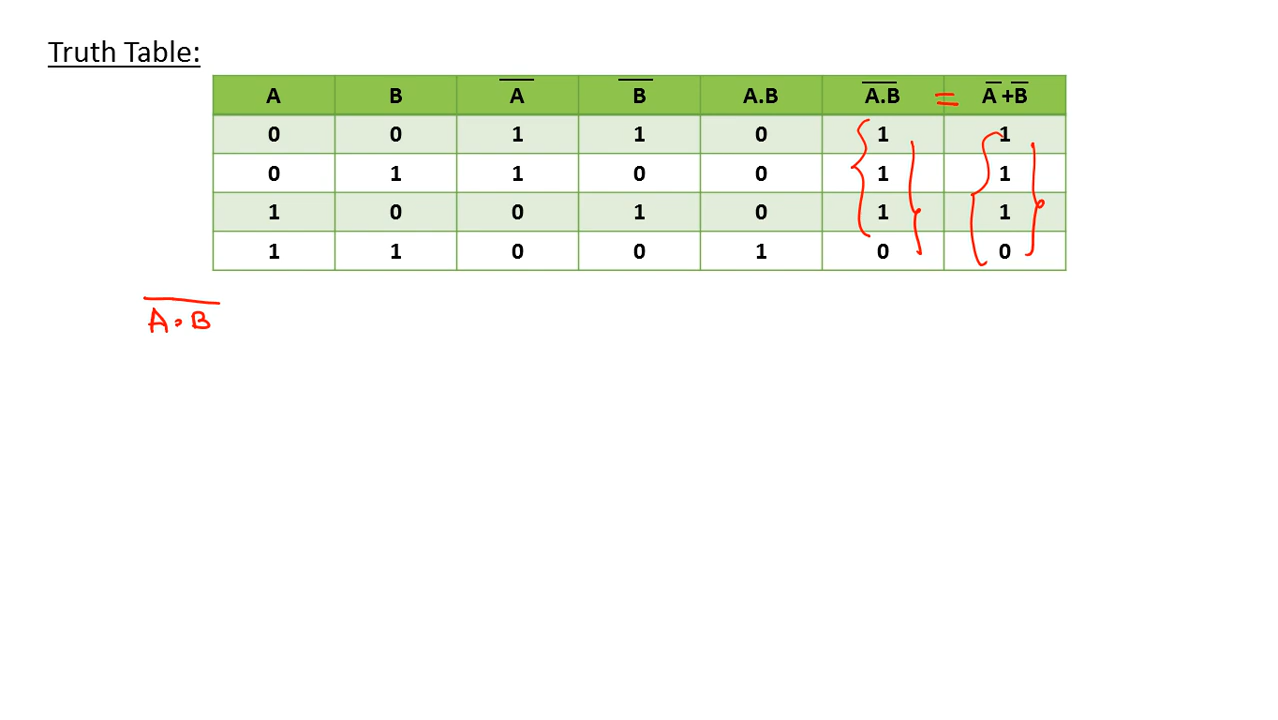 Truth Table:
A B A̅ B̅ A.B A̅.̅B̅ = A̅ +B̅
0 0 1 1 0 1 1
0 1 1 0 0 1 1
1 0 0 1 0 1 1
1 1 0 0 1 0 0
A̅ ̅.̅ ̅B̅